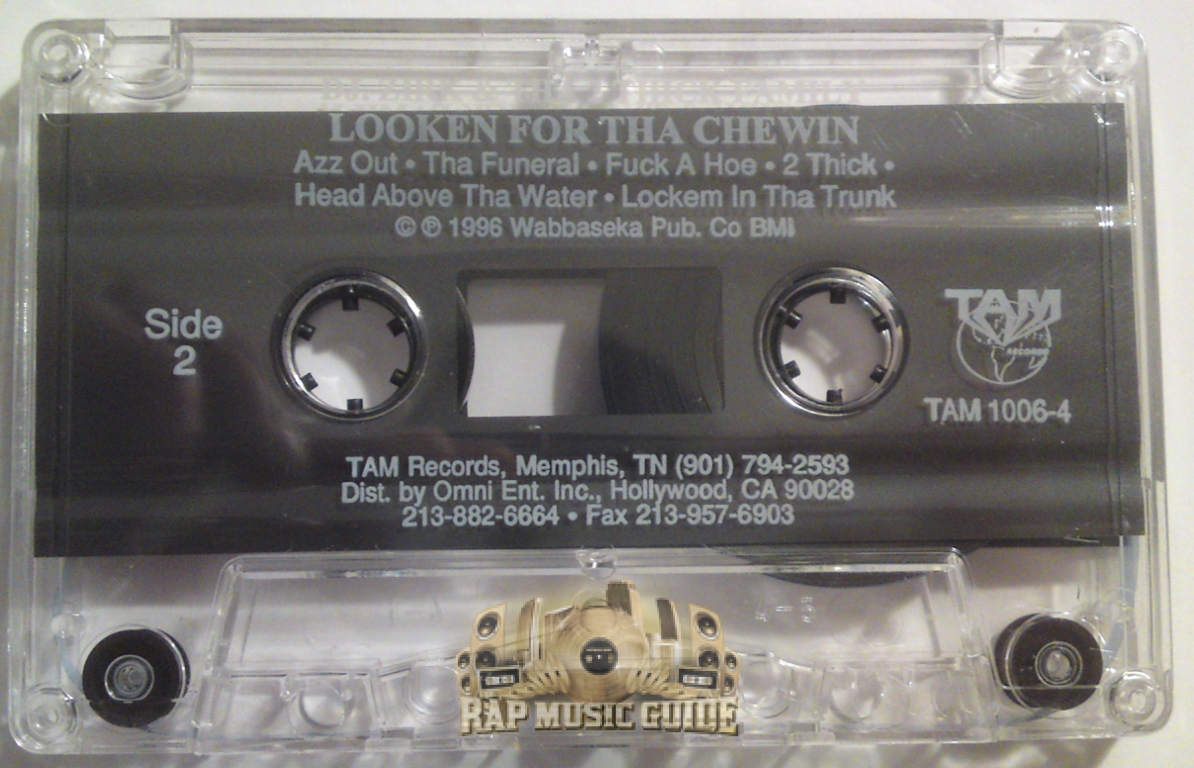 LOOKEN FOR THA CHEWIN
Azz Out • Tha Funeral • Fuck A Hoe • 2 Thick •
Head Above Tha Water • Lockem In Tha Trunk
© ℗ 1996 Wabbaseka Pub. Co BMI
Side
2
TAM
records
TAM 1006-4
TAM Records, Memphis, TN (901) 794-2593
Dist. by Omni Ent. Inc., Hollywood, CA 90028
213-882-6664 • Fax 213-957-6903
RAP MUSIC GUIDE